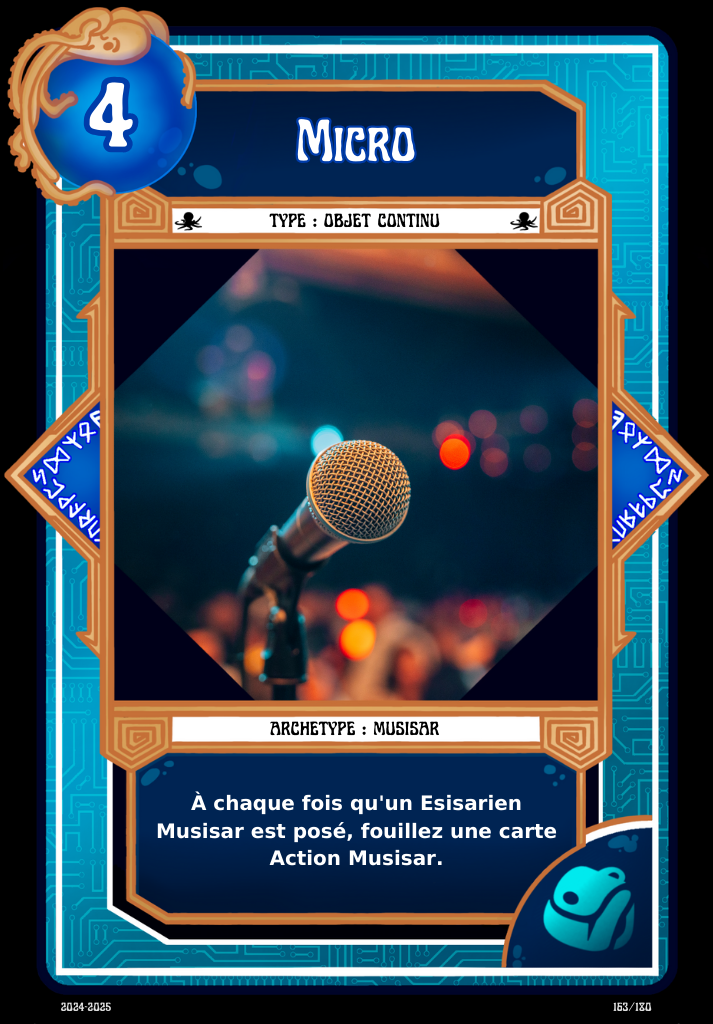 4
Micro
TYPE : OBJET CONTINU
ARCHETYPE : MUSISAR
À chaque fois qu'un Esisarien
Musisar est posé, fouillez une carte
Action Musisar.
2024-2025
163/180